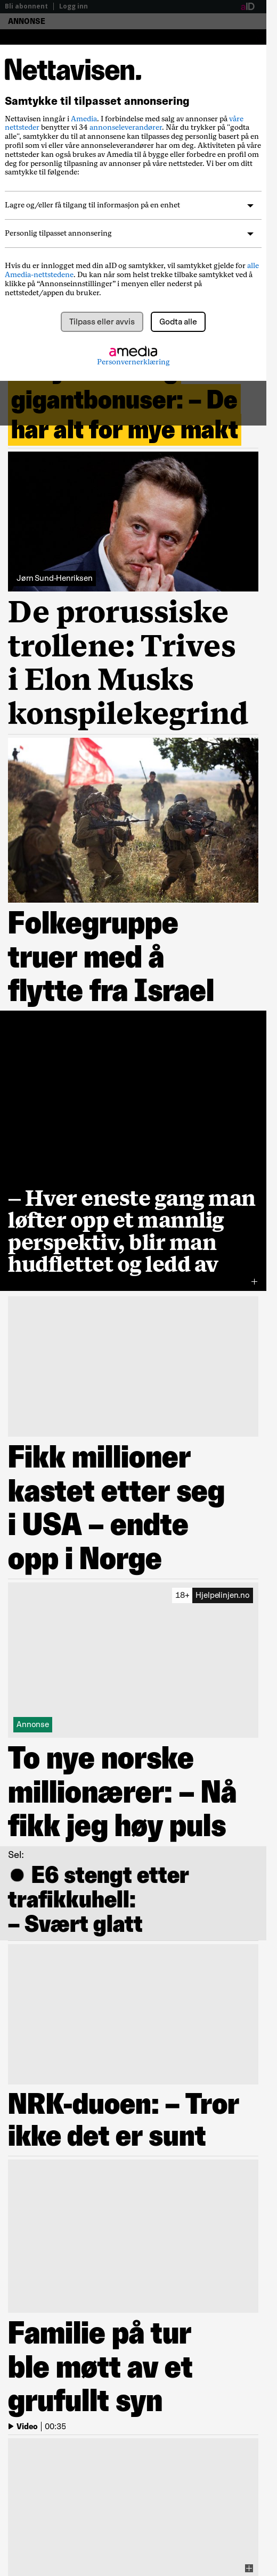 Bli abonnent | Logg inn
aID
ANNONSE
Nettavisen.
Samtykke til tilpasset annonsering
Nettavisen inngår i Amedia. I forbindelse med salg av annonser på våre
nettsteder benytter vi 34 annonseleverandører. Når du trykker på "godta
alle", samtykker du til at annonsene kan tilpasses deg personlig basert på en
profil som vi eller våre annonseleverandører har om deg. Aktiviteten på våre
nettsteder kan også brukes av Amedia til å bygge eller forbedre en profil om
deg for personlig tilpasning av annonser på våre nettsteder. Vi ber om ditt
samtykke til følgende:
Lagre og/eller få tilgang til informasjon på en enhet
Personlig tilpasset annonsering
Hvis du er innlogget med din aID og samtykker, vil samtykket gjelde for alle
Amedia-nettstedene. Du kan når som helst trekke tilbake samtykket ved å
klikke på "Annonseinnstillinger" i menyen eller nederst på
nettstedet/appen du bruker.
Tilpass eller avvis
Godta alle
amedia
Personvernerklæring
gigantbonuser: – De
har alt for mye makt
Jørn Sund-Henriksen
De prorussiske
trollene: Trives
i Elon Musks
konspilekegrind
Folkegruppe
truer med å
flytte fra Israel
– Hver eneste gang man
løfter opp et mannlig
perspektiv, blir man
hudflettet og ledd av
Fikk millioner
kastet etter seg
i USA – endte
opp i Norge
18+ Hjelpelinjen.no
Annonse
To nye norske
millionærer: – Nå
fikk jeg høy puls
Sel:
E6 stengt etter
trafikkuhell:
– Svært glatt
NRK-duoen: – Tror
ikke det er sunt
Familie på tur
ble møtt av et
grufullt syn
Video | 00:35